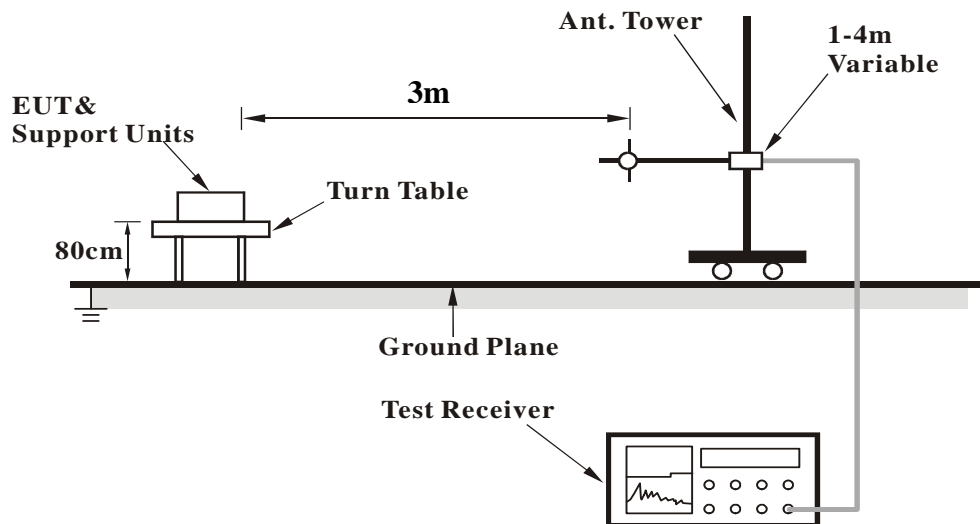 Ant. Tower
1-4m
Variable
3m
EUT&
Support Units
Turn Table
80cm
Ground Plane
Test Receiver